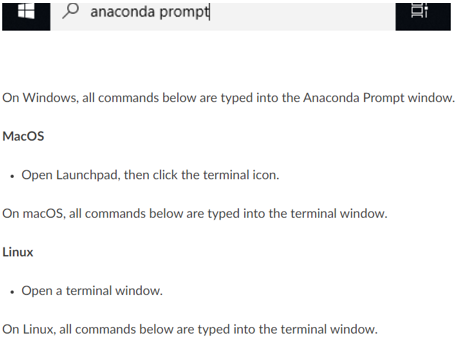 anaconda prompt
On Windows, all commands below are typed into the Anaconda Prompt window.
MacOS
• Open Launchpad, then click the terminal icon.
On macOS, all commands below are typed into the terminal window.
Linux
• Open a terminal window.
On Linux, all commands below are typed into the terminal window.